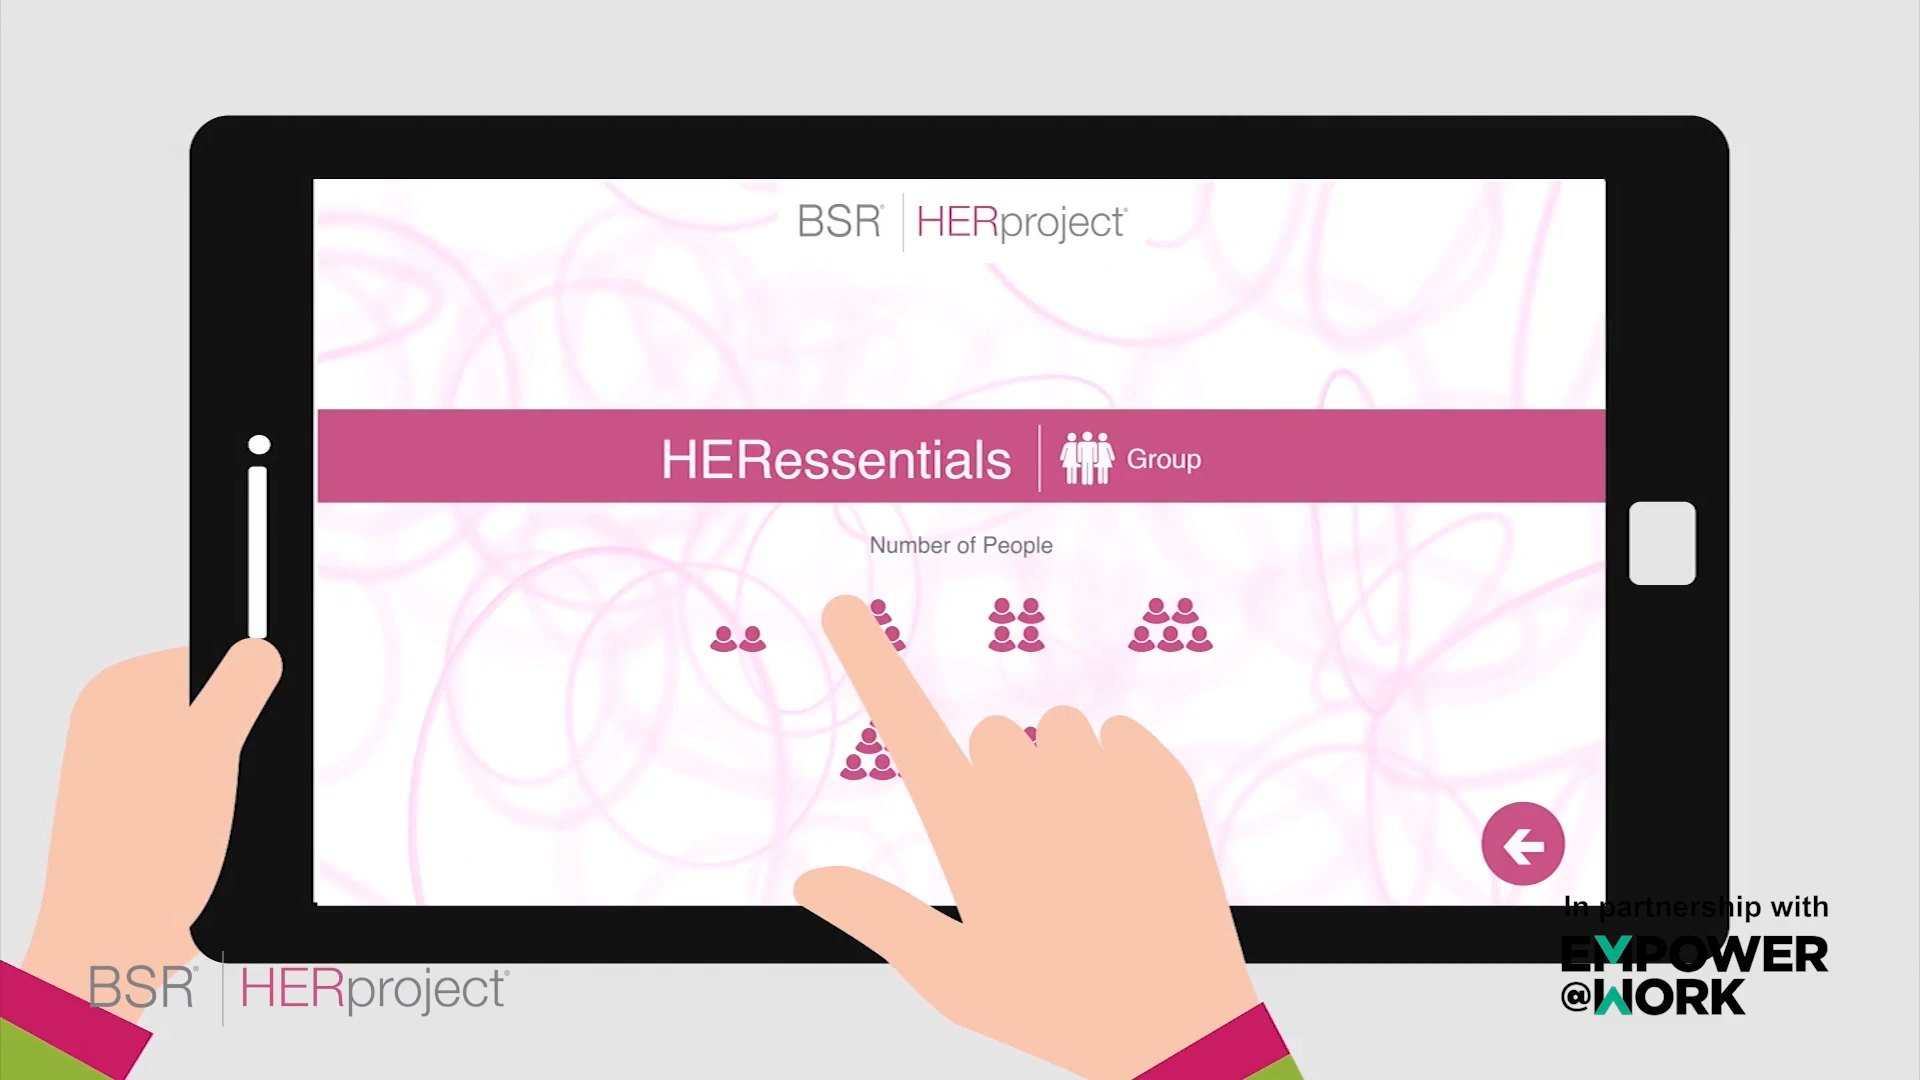 BSR® | HERproject®
HERessentials | Group
Number of People
In partnership with
EMPOWER
@WORK
BSR® | HERproject®